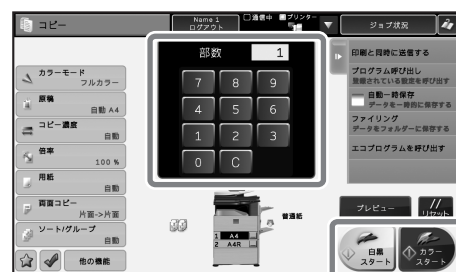 コピー
Name 1
ログアウト
通信中
プリンター
ジョブ状況
カラーモード
フルカラー
原稿
自動 A4
コピー濃度
自動
倍率
100 %
用紙
自動
両面コピー
片面->片面
ソート/グループ
自動
他の機能
部数
1
7
8
9
4
5
6
1
2
3
0
C
1 A4
2 A4R
普通紙
印刷と同時に送信する
プログラム呼び出し
登録されている設定を呼び出す
自動一時保存
データを一時的に保存する
ファイリング
データをフォルダーに保存する
エコプログラムを呼び出す
プレビュー
リセット
白黒
スタート
カラー
スタート